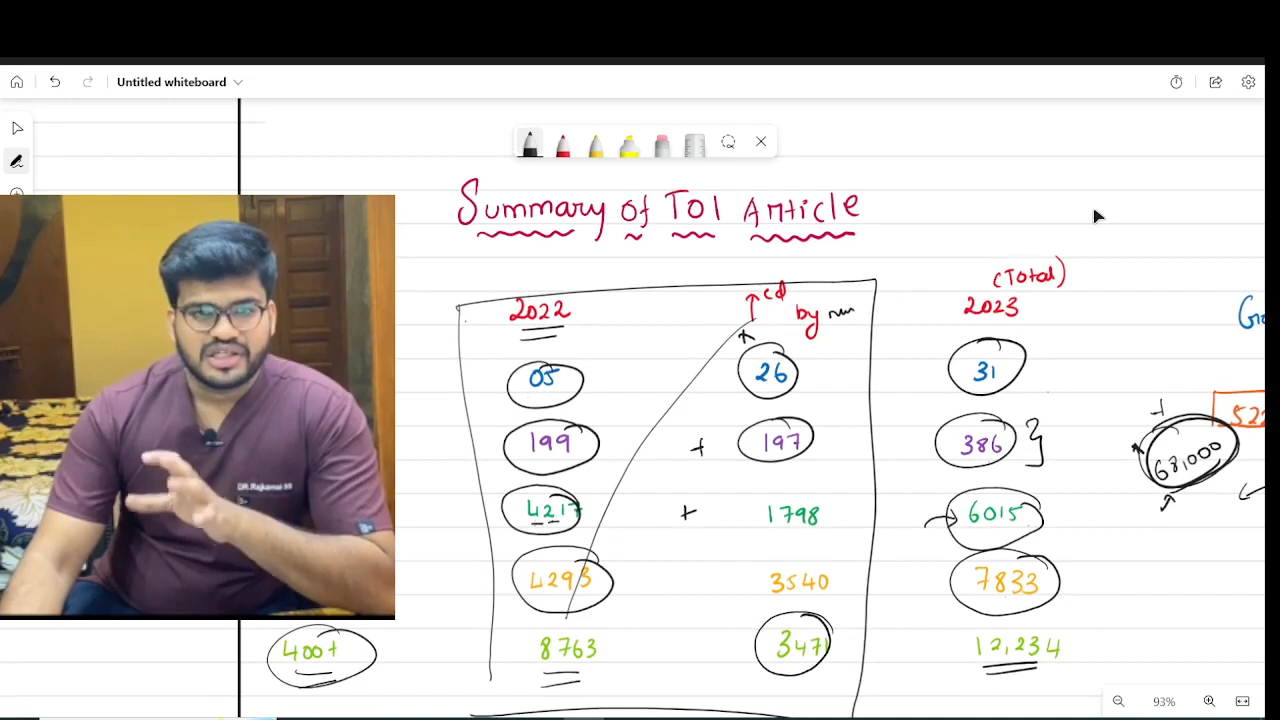 Untitled whiteboard
Summary of TOI Article
(Total)
2022 ↑ed by 2023
05 26 31
199 + 197 386
68,000
4217 + 1798 6015
4293 3540 7833
400+ 8763 3471 12,234
93%